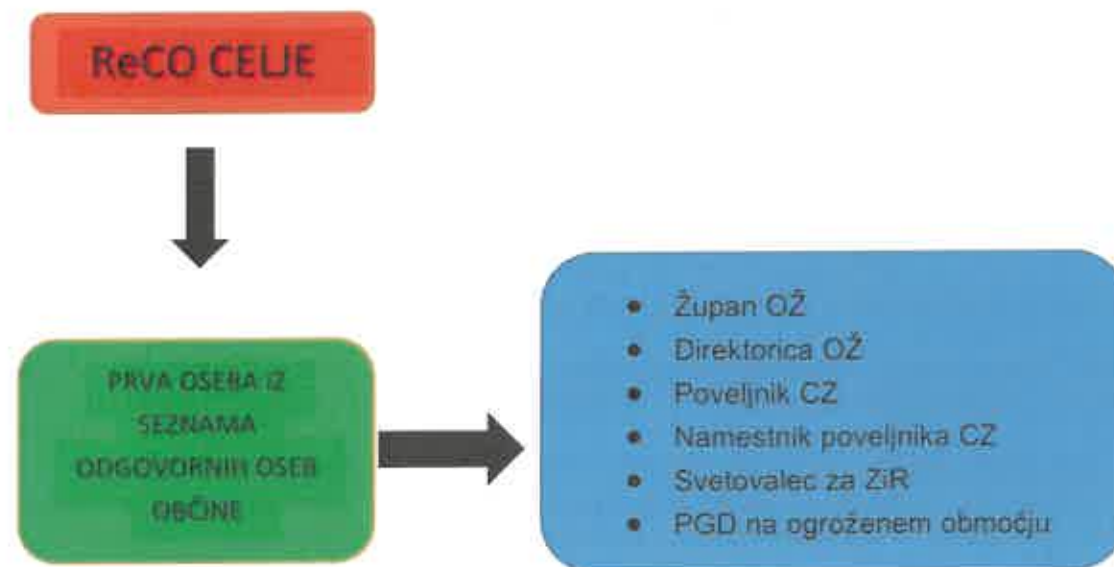 ReCO CELJE
PRVA OSEBA IZ
SEZNAMA
ODGOVORNIH OSEB
OBČINE
• Župan OŽ
• Direktorica OŽ
• Poveljnik CZ
• Namestnik poveljnika CZ
• Svetovalec za ZiR
• PGD na ogroženem območju